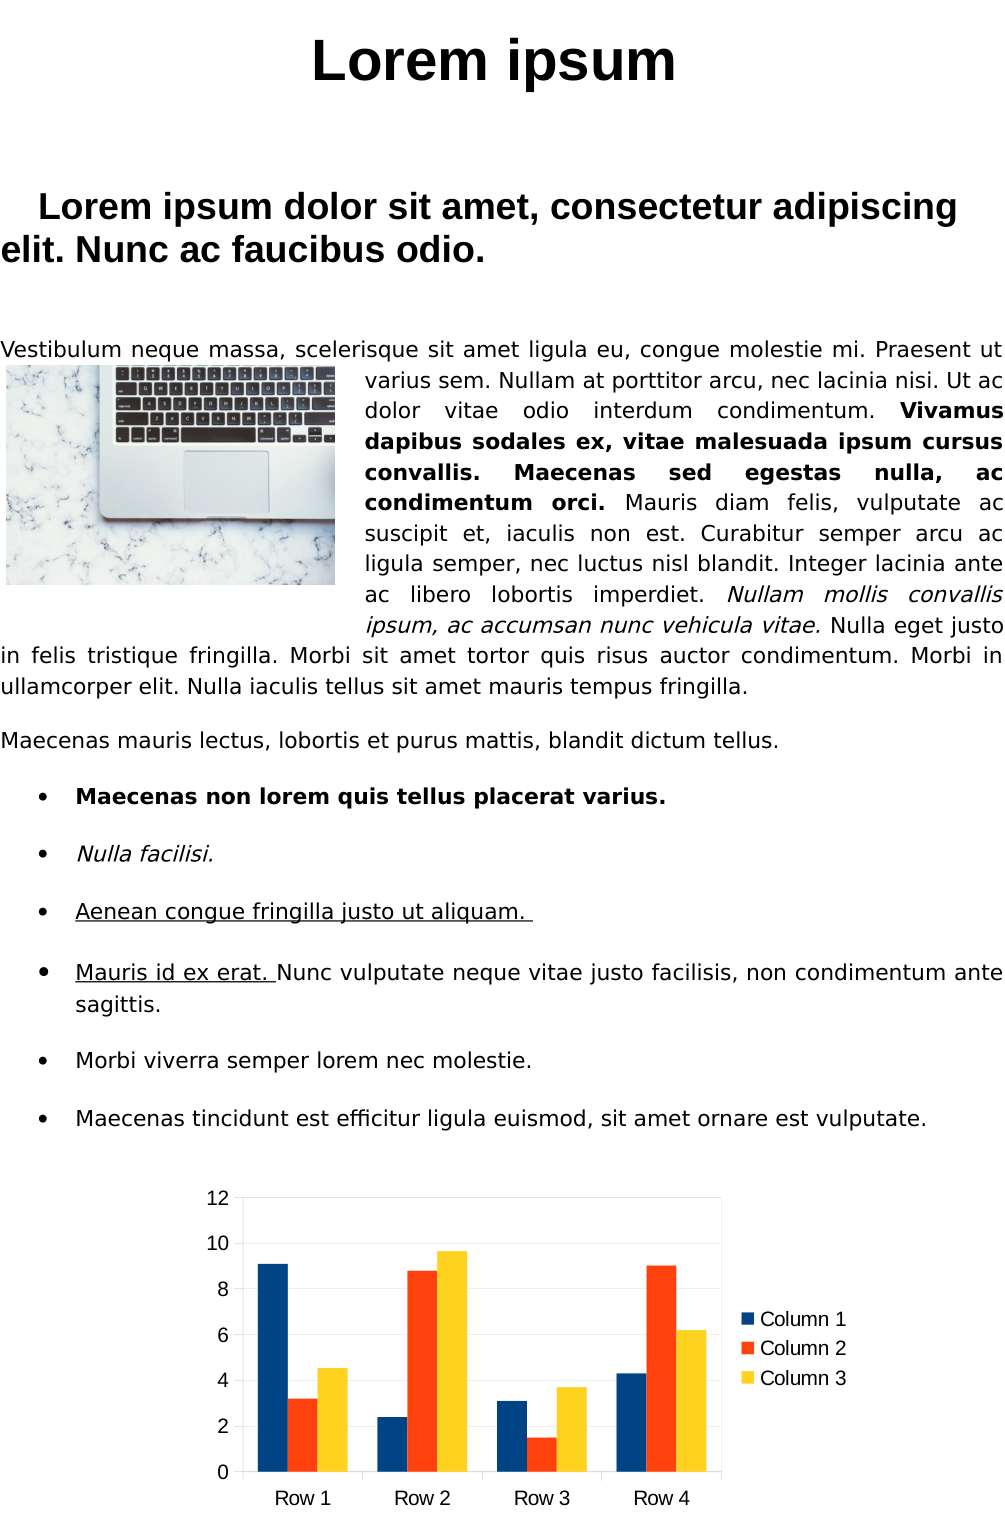 Lorem ipsum
Lorem ipsum dolor sit amet, consectetur adipiscing
elit. Nunc ac faucibus odio.
Vestibulum neque massa, scelerisque sit amet ligula eu, congue molestie mi. Praesent ut
varius sem. Nullam at porttitor arcu, nec lacinia nisi. Ut ac
dolor vitae odio interdum condimentum. Vivamus
dapibus sodales ex, vitae malesuada ipsum cursus
convallis. Maecenas sed egestas nulla, ac
condimentum orci. Mauris diam felis, vulputate ac
suscipit et, iaculis non est. Curabitur semper arcu ac
ligula semper, nec luctus nisl blandit. Integer lacinia ante
ac libero lobortis imperdiet. Nullam mollis convallis
ipsum, ac accumsan nunc vehicula vitae. Nulla eget justo
in felis tristique fringilla. Morbi sit amet tortor quis risus auctor condimentum. Morbi in
ullamcorper elit. Nulla iaculis tellus sit amet mauris tempus fringilla.
Maecenas mauris lectus, lobortis et purus mattis, blandit dictum tellus.
• Maecenas non lorem quis tellus placerat varius.
• Nulla facilisi.
• Aenean congue fringilla justo ut aliquam.
• Mauris id ex erat. Nunc vulputate neque vitae justo facilisis, non condimentum ante
sagittis.
• Morbi viverra semper lorem nec molestie.
• Maecenas tincidunt est efficitur ligula euismod, sit amet ornare est vulputate.
12
10
8
6
4
2
0
Row 1 Row 2 Row 3 Row 4
Column 1
Column 2
Column 3